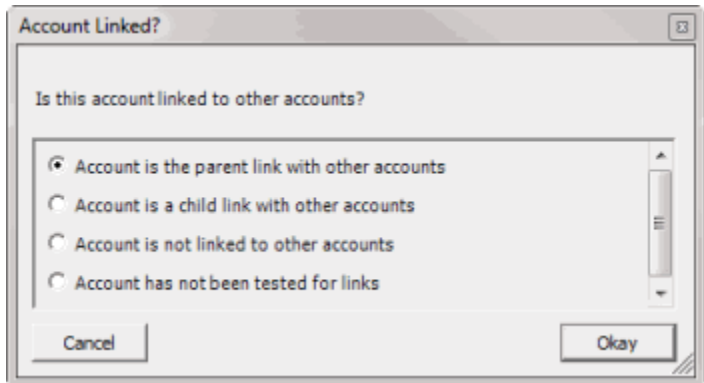 Account Linked?
Is this account linked to other accounts?
Account is the parent link with other accounts
Account is a child link with other accounts
Account is not linked to other accounts
Account has not been tested for links
Cancel
Okay